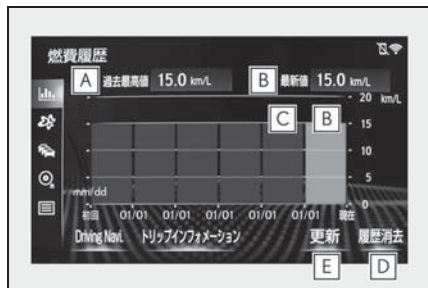 燃費履歴
A 過去最高値 15.0 km/L B 最新値 15.0 km/L
20 km/L
C B
15
10
5
mm/dd
0
初回 01/01 01/01 01/01 01/01 01/01 現在
Driving Navi. トリップインフォメーション 更新 履歴消去
E D